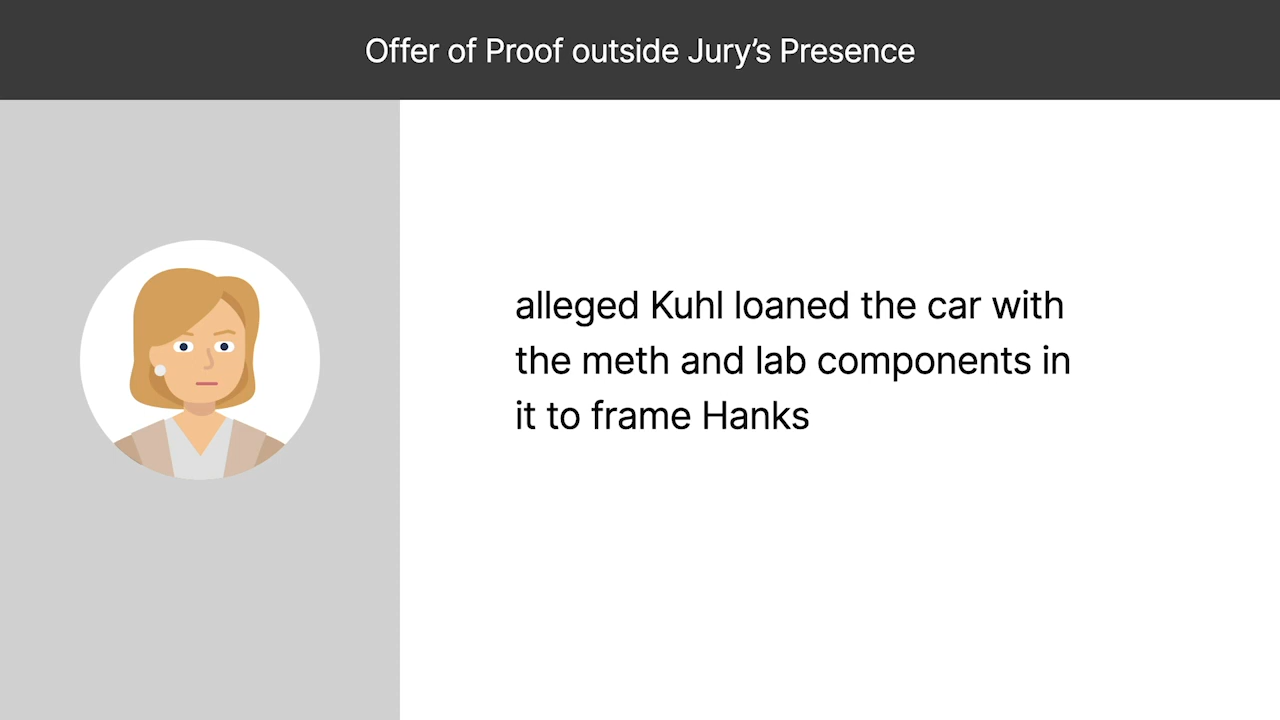 Offer of Proof outside Jury’s Presence
alleged Kuhl loaned the car with
the meth and lab components in
it to frame Hanks